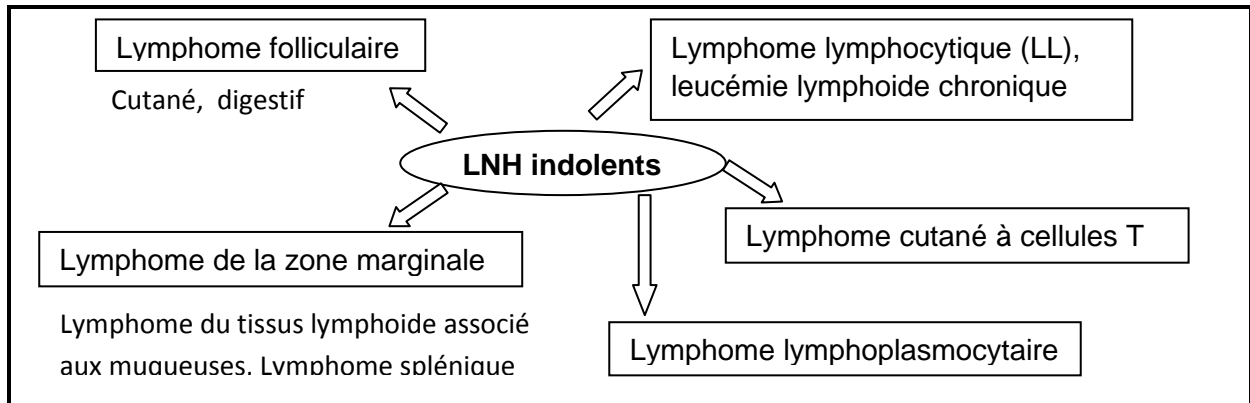 Lymphome folliculaire
Cutané, digestif
Lymphome lymphocytique (LL),
leucémie lymphoide chronique
LNH indolents
Lymphome de la zone marginale
Lymphome du tissus lymphoide associé
aux muqueuses. Lymphome splénique
Lymphome cutané à cellules T
Lymphome lymphoplasmocytaire